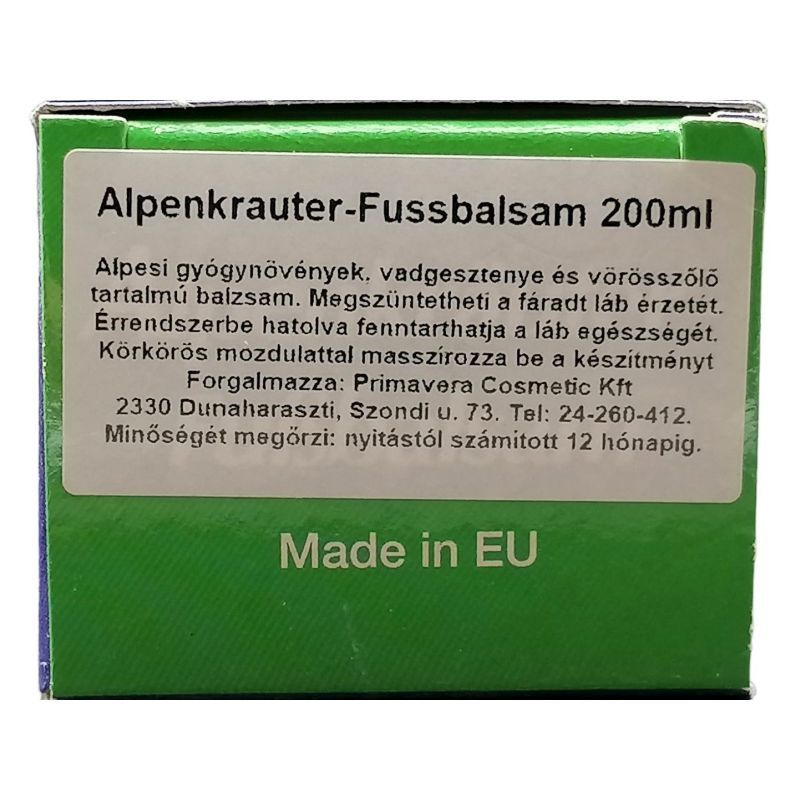 Alpenkrauter-Fussbalsam 200ml
Alpesi gyógynövények, vadgesztenye és vörösszőlő
tartalmú balzsam. Megszüntetheti a fáradt láb érzetét.
Érrendszerbe hatolva fenntarthatja a láb egészségét.
Körkörös mozdulattal masszírozza be a készítményt
Forgalmazza: Primavera Cosmetic Kft
2330 Dunaharaszti, Szondi u. 73. Tel: 24-260-412.
Minőségét megőrzi: nyitástól számitott 12 hónapig.
Made in EU